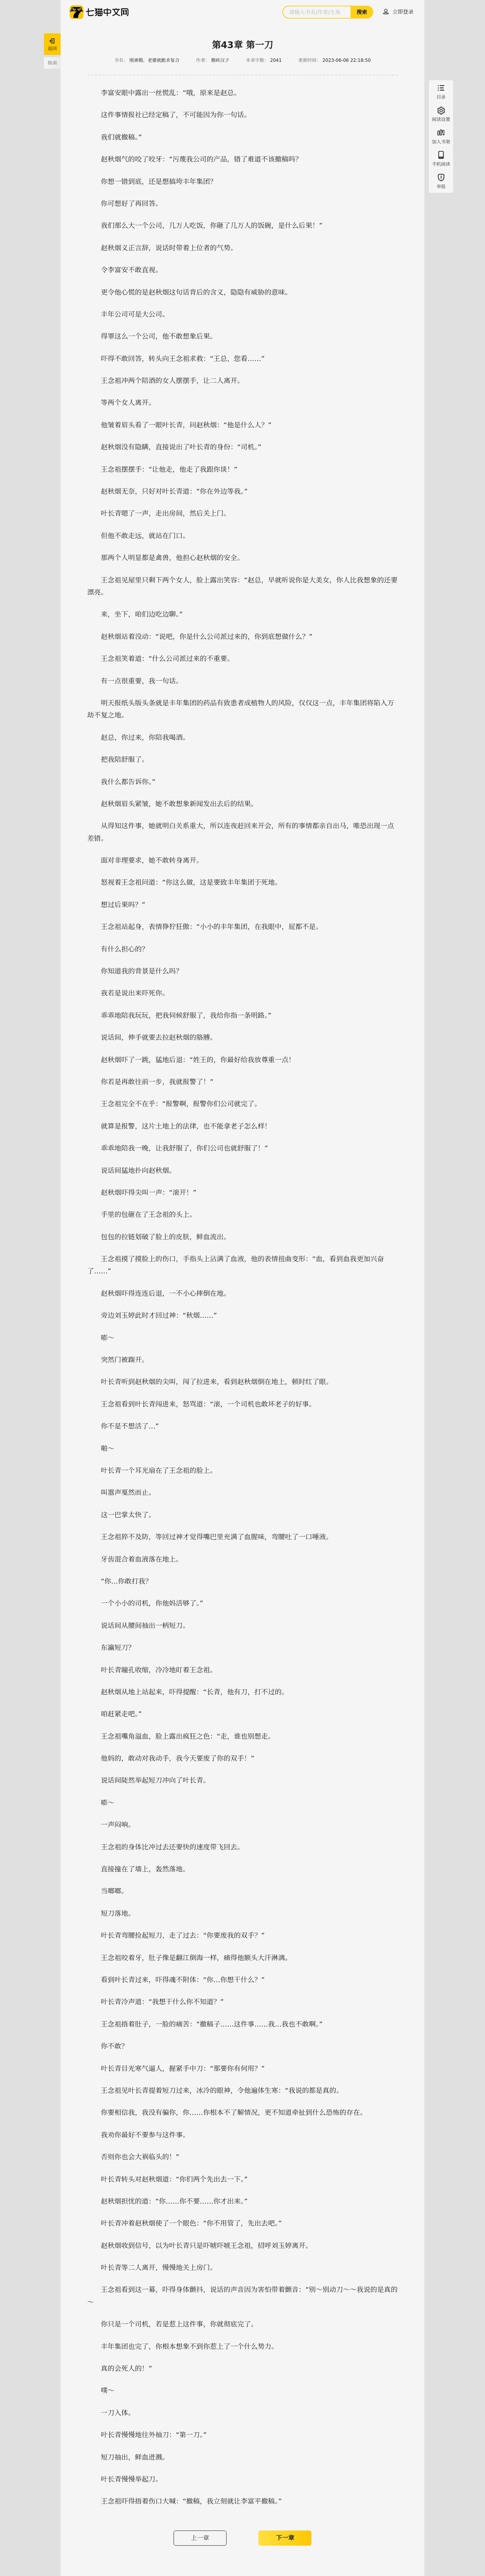 七猫中文网
请输入书名/作家/主角
搜索
立即登录
返回
指南
目录
阅读设置
加入书架
手机阅读
举报
第43章 第一刀
书名：
作者：
本章字数： 2041
更新时间： 2023-06-06 22:18:50
李富安眼中露出一丝慌乱：“哦，原来是赵总。
这件事情报社已经定稿了，不可能因为你一句话。
我们就撤稿。”
赵秋烟气的咬了咬牙：“污蔑我公司的产品，错了难道不该撤稿吗？
你想一错到底，还是想搞垮丰年集团？
你可想好了再回答。
我们那么大一个公司，几万人吃饭，你砸了几万人的饭碗，是什么后果！”
赵秋烟义正言辞，说话时带着上位者的气势。
令李富安不敢直视。
更令他心慌的是赵秋烟这句话背后的含义，隐隐有威胁的意味。
丰年公司可是大公司。
得罪这么一个公司，他不敢想象后果。
吓得不敢回答，转头向王念祖求救：“王总，您看……”
王念祖冲两个陪酒的女人摆摆手，让二人离开。
等两个女人离开。
他皱着眉头看了一眼叶长青，问赵秋烟：“他是什么人？”
赵秋烟没有隐瞒，直接说出了叶长青的身份：“司机。”
王念祖摆摆手：“让他走，他走了我跟你谈！”
赵秋烟无奈，只好对叶长青道：“你在外边等我。”
叶长青嗯了一声，走出房间，然后关上门。
但他不敢走远，就站在门口。
那两个人明显都是禽兽，他担心赵秋烟的安全。
王念祖见屋里只剩下两个女人，脸上露出笑容：“赵总，早就听说你是大美女，你人比我想象的还要
漂亮。
来，坐下，咱们边吃边聊。”
赵秋烟站着没动：“说吧，你是什么公司派过来的，你到底想做什么？”
王念祖笑着道：“什么公司派过来的不重要。
有一点很重要，我一句话。
明天报纸头版头条就是丰年集团的药品有致患者成植物人的风险，仅仅这一点，丰年集团将陷入万
劫不复之地。
赵总，你过来，你陪我喝酒。
把我陪舒服了。
我什么都告诉你。”
赵秋烟眉头紧皱，她不敢想象新闻发出去后的结果。
从得知这件事，她就明白关系重大，所以连夜赶回来开会，所有的事情都亲自出马，唯恐出现一点
差错。
面对非理要求，她不敢转身离开。
怒视着王念祖问道：“你这么做，这是要致丰年集团于死地。
想过后果吗？”
王念祖站起身，表情狰狞狂傲：“小小的丰年集团，在我眼中，屁都不是。
有什么担心的？
你知道我的背景是什么吗？
我若是说出来吓死你。
乖乖地陪我玩玩，把我伺候舒服了，我给你指一条明路。”
说话间，伸手就要去拉赵秋烟的胳膊。
赵秋烟吓了一跳，猛地后退：“姓王的，你最好给我放尊重一点！
你若是再敢往前一步，我就报警了！”
王念祖完全不在乎：“报警啊，报警你们公司就完了。
就算是报警，这片土地上的法律，也不能拿老子怎么样！
乖乖地陪我一晚，让我舒服了，你们公司也就舒服了！”
说话间猛地扑向赵秋烟。
赵秋烟吓得尖叫一声：“滚开！”
手里的包砸在了王念祖的头上。
包包的拉链划破了脸上的皮肤，鲜血流出。
王念祖摸了摸脸上的伤口，手指头上沾满了血液，他的表情扭曲变形：“血，看到血我更加兴奋
了……”
赵秋烟吓得连连后退，一不小心摔倒在地。
旁边刘玉婷此时才回过神：“秋烟……”
嘭～
突然门被踹开。
叶长青听到赵秋烟的尖叫，闯了拉进来，看到赵秋烟倒在地上，顿时红了眼。
王念祖看到叶长青闯进来，怒骂道：“滚，一个司机也敢坏老子的好事。
你不是不想活了…”
啪～
叶长青一个耳光扇在了王念祖的脸上。
叫嚣声戛然而止。
这一巴掌太快了。
王念祖猝不及防，等回过神才觉得嘴巴里充满了血腥味，弯腰吐了一口唾液。
牙齿混合着血液落在地上。
“你…你敢打我？
一个小小的司机，你他妈活够了。”
说话间从腰间抽出一柄短刀。
东瀛短刀？
叶长青瞳孔收缩，冷冷地盯着王念祖。
赵秋烟从地上站起来，吓得提醒：“长青，他有刀，打不过的。
咱赶紧走吧。”
王念祖嘴角溢血，脸上露出疯狂之色：“走，谁也别想走。
他妈的，敢动对我动手，我今天要废了你的双手！”
说话间陡然举起短刀冲向了叶长青。
嘭～
一声闷响。
王念祖的身体比冲过去还要快的速度带飞回去。
直接撞在了墙上，轰然落地。
当啷啷。
短刀落地。
叶长青弯腰捡起短刀，走了过去：“你要废我的双手？”
王念祖咬着牙，肚子像是翻江倒海一样，痛得他额头大汗淋漓。
看到叶长青过来，吓得魂不附体：“你…你想干什么？”
叶长青冷声道：“我想干什么你不知道？”
王念祖捂着肚子，一脸的痛苦：“撤稿子……这件事……我…我也不敢啊。”
你不敢？
叶长青目光寒气逼人，握紧手中刀：“那要你有何用？”
王念祖见叶长青提着短刀过来，冰冷的眼神，令他遍体生寒：“我说的都是真的。
你要相信我，我没有骗你，你……你根本不了解情况，更不知道牵扯到什么恐怖的存在。
我劝你最好不要参与这件事。
否则你也会大祸临头的！”
叶长青转头对赵秋烟道：“你们两个先出去一下。”
赵秋烟担忧的道：“你……你不要……你才出来。”
叶长青冲着赵秋烟使了一个眼色：“你不用管了，先出去吧。”
赵秋烟收到信号，以为叶长青只是吓唬吓唬王念祖，招呼刘玉婷离开。
叶长青等二人离开，慢慢地关上房门。
王念祖看到这一幕，吓得身体颤抖，说话的声音因为害怕带着颤音：“别～别动刀～～我说的是真的
～
你只是一个司机，若是惹上这件事，你就彻底完了。
丰年集团也完了，你根本想象不到你惹上了一个什么势力。
真的会死人的！”
噗～
一刀入体。
叶长青慢慢地往外抽刀：“第一刀。”
短刀抽出，鲜血迸溅。
叶长青慢慢举起刀。
王念祖吓得捂着伤口大喊：“撤稿，我立刻就让李富平撤稿。”
上一章
下一章